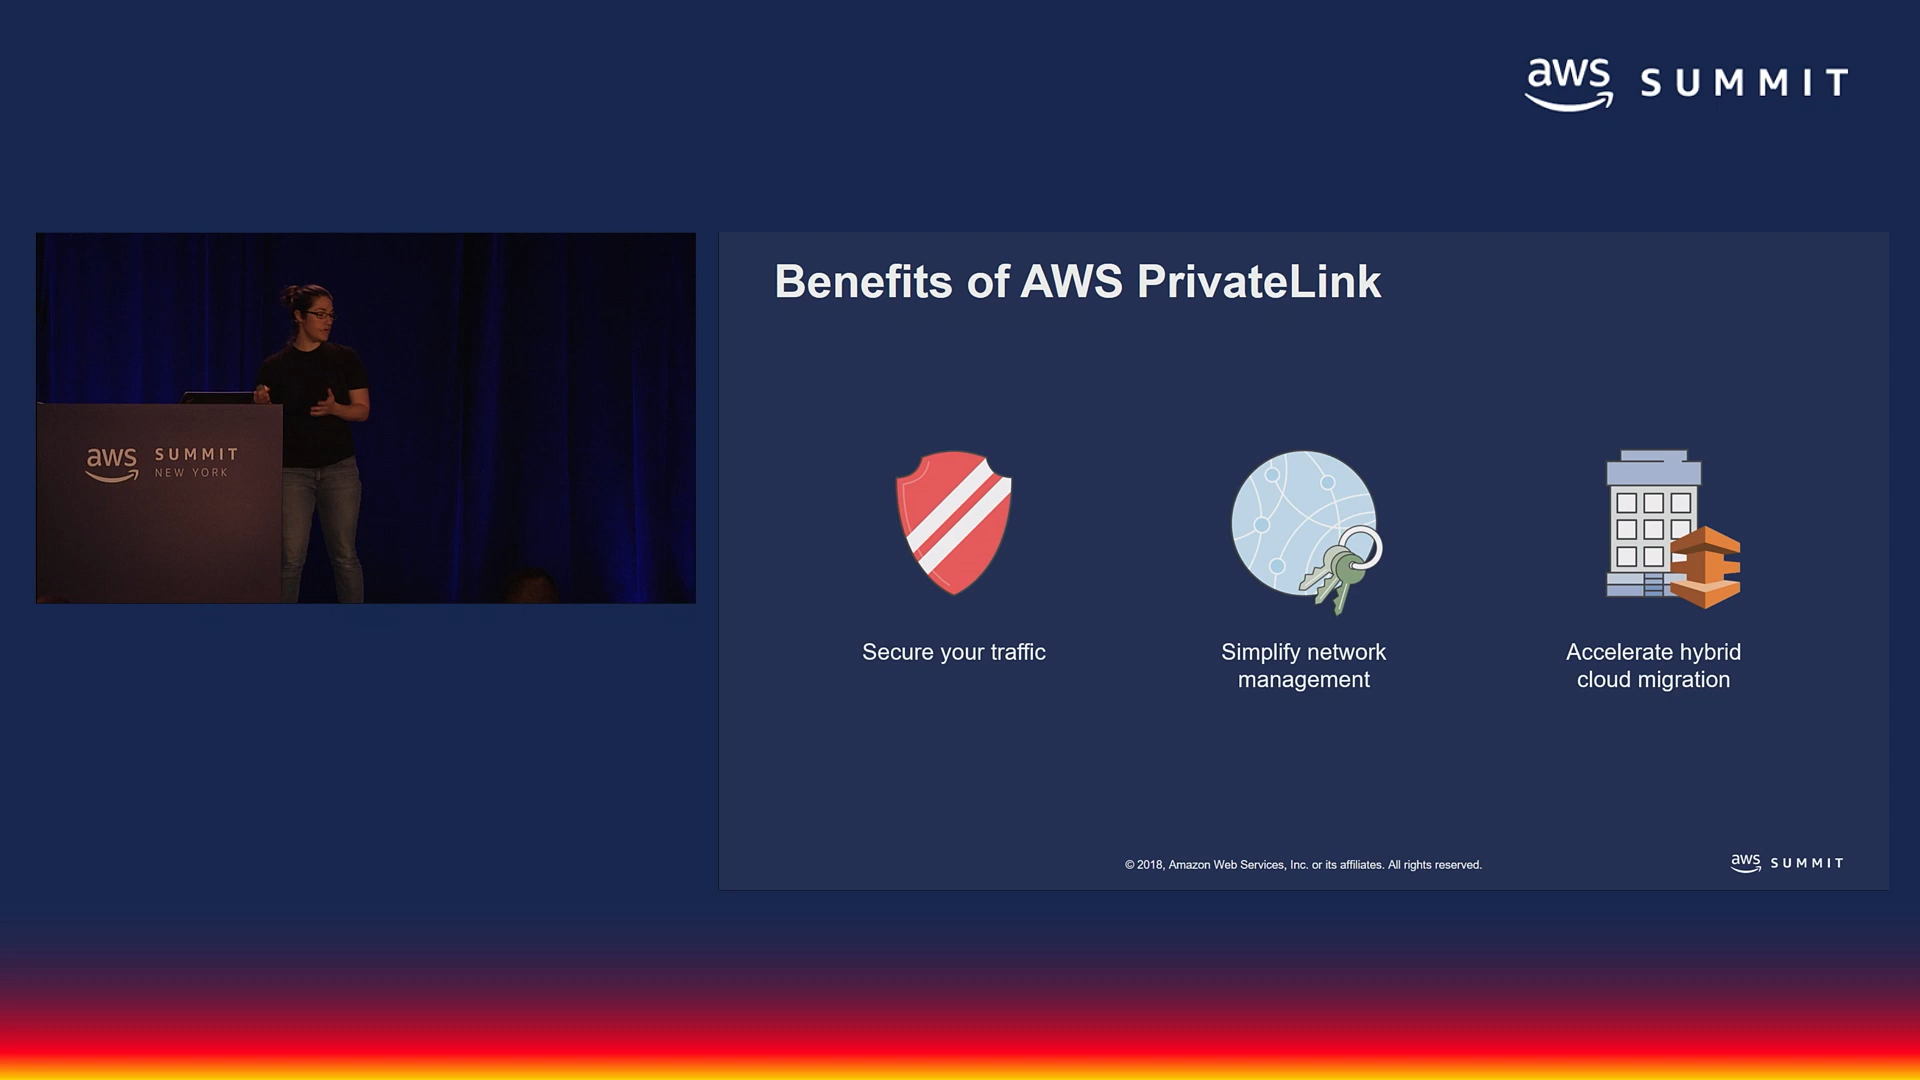 aws SUMMIT
aws SUMMIT
NEW YORK
Benefits of AWS PrivateLink
Secure your traffic
Simplify network
management
Accelerate hybrid
cloud migration
© 2018, Amazon Web Services, Inc. or its affiliates. All rights reserved.
aws SUMMIT